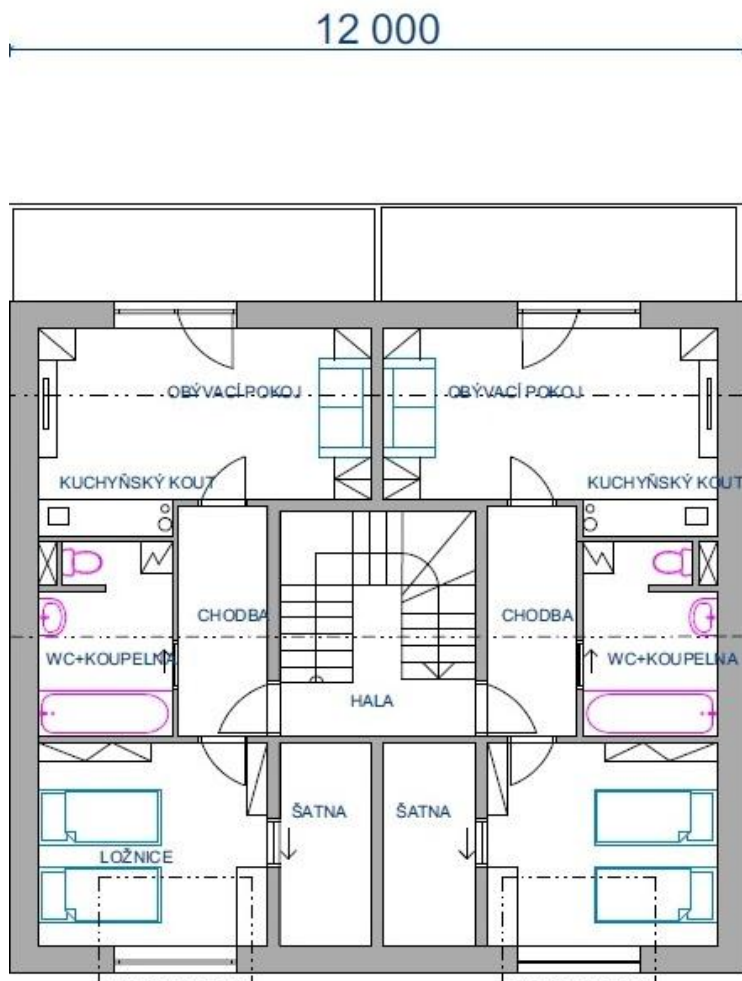 12 000
OBÝVACÍ POKOJ
OBÝVACÍ POKOJ
KUCHYŇSKÝ KOUT
KUCHYŇSKÝ KOUT
CHODBA
CHODBA
WC+KOUPELNA
WC+KOUPELNA
HALA
ŠATNA
ŠATNA
LOŽNICE